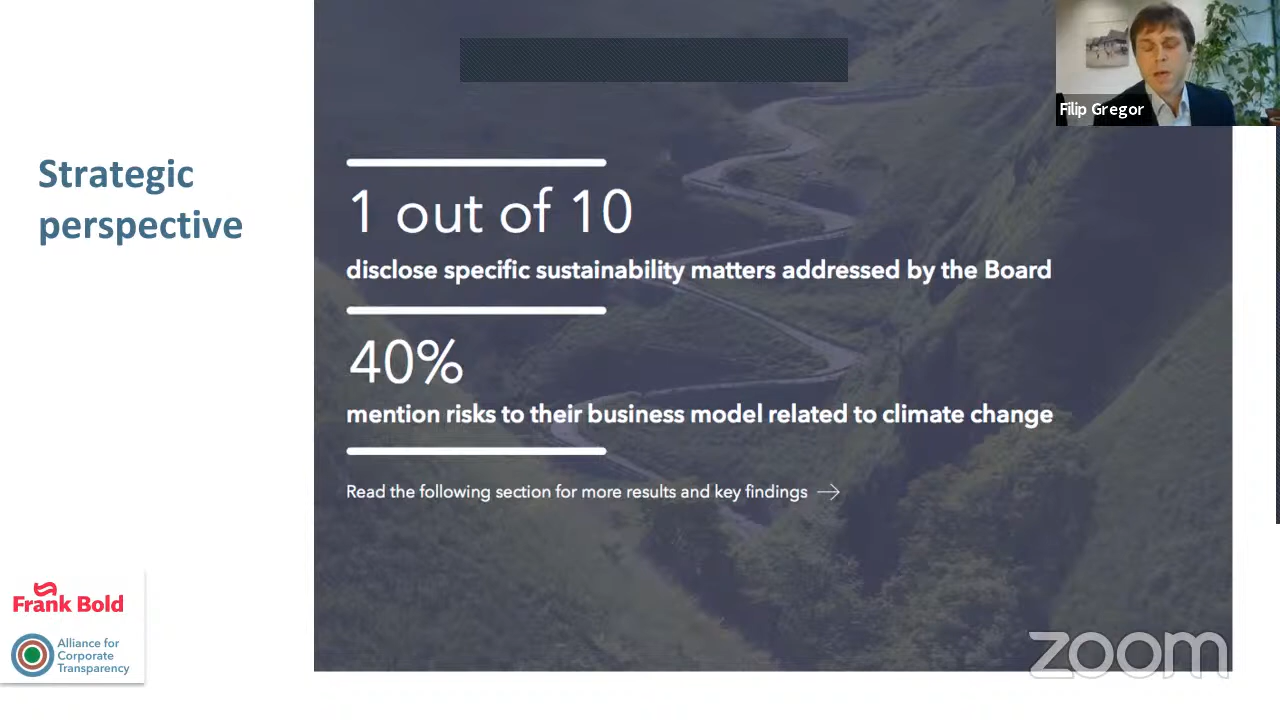 Filip Gregor
Strategic
perspective
1 out of 10
disclose specific sustainability matters addressed by the Board
40%
mention risks to their business model related to climate change
Read the following section for more results and key findings →
Frank Bold
Alliance for
Corporate
Transparency
zoom